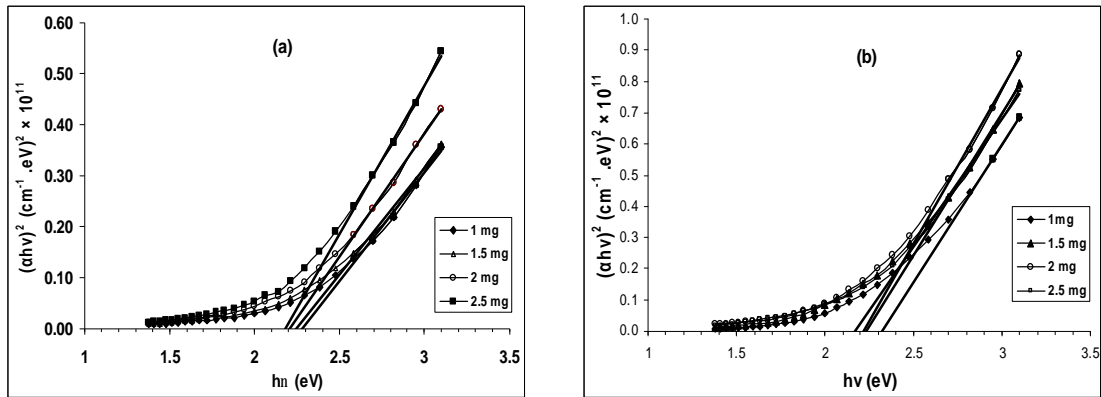 (a)
(αhν)² (cm⁻¹ .eV)² × 10¹¹
0.60
0.50
0.40
0.30
0.20
0.10
0.00
1 1.5 2 2.5 3 3.5
hп (eV)
1 mg
1.5 mg
2 mg
2.5 mg
(b)
(αhν)² (cm⁻¹ .eV)² × 10¹¹
1.0
0.9
0.8
0.7
0.6
0.5
0.4
0.3
0.2
0.1
0.0
1 1.5 2 2.5 3 3.5
hν (eV)
1mg
1.5 mg
2 mg
2.5 mg